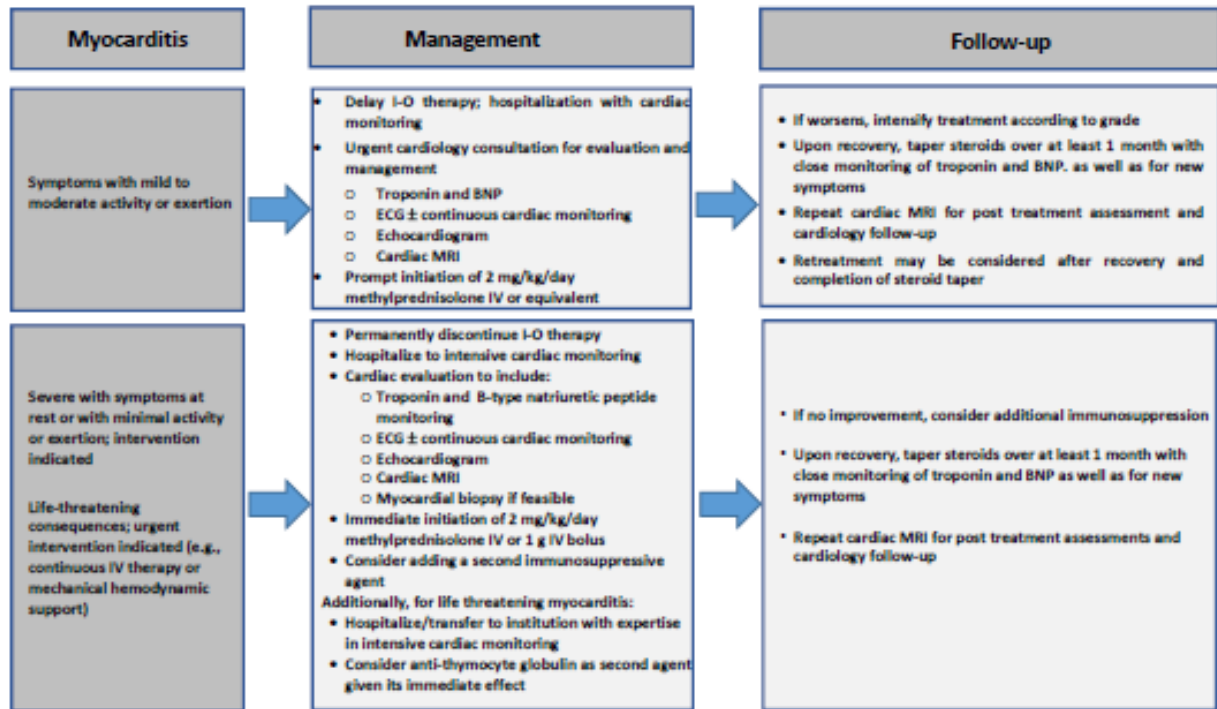 Myocarditis
Management
Follow-up
Symptoms with mild to
moderate activity or exertion
• Delay I-O therapy; hospitalization with cardiac
monitoring
• Urgent cardiology consultation for evaluation and
management
o Troponin and BNP
o ECG ± continuous cardiac monitoring
o Echocardiogram
o Cardiac MRI
• Prompt initiation of 2 mg/kg/day
methylprednisolone IV or equivalent
• If worsens, intensify treatment according to grade
• Upon recovery, taper steroids over at least 1 month with
close monitoring of troponin and BNP. as well as for new
symptoms
• Repeat cardiac MRI for post treatment assessment and
cardiology follow-up
• Retreatment may be considered after recovery and
completion of steroid taper
Severe with symptoms at
rest or with minimal activity
or exertion; intervention
indicated
Life-threatening
consequences; urgent
intervention indicated (e.g.,
continuous IV therapy or
mechanical hemodynamic
support)
• Permanently discontinue I-O therapy
• Hospitalize to intensive cardiac monitoring
• Cardiac evaluation to include:
o Troponin and B-type natriuretic peptide
monitoring
o ECG ± continuous cardiac monitoring
o Echocardiogram
o Cardiac MRI
o Myocardial biopsy if feasible
• Immediate initiation of 2 mg/kg/day
methylprednisolone IV or 1 g IV bolus
• Consider adding a second immunosuppressive
agent
Additionally, for life threatening myocarditis:
• Hospitalize/transfer to institution with expertise
in intensive cardiac monitoring
• Consider anti-thymocyte globulin as second agent
given its immediate effect
• If no improvement, consider additional immunosuppression
• Upon recovery, taper steroids over at least 1 month with
close monitoring of troponin and BNP as well as for new
symptoms
• Repeat cardiac MRI for post treatment assessments and
cardiology follow-up